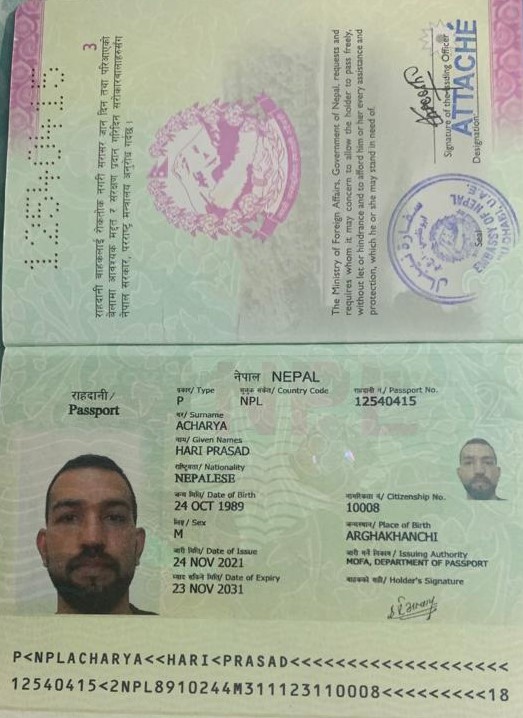 12540415
3
राहदानी बाहकलाई रोकतोक नगरी सरासर जान दिन तथा परिआएको
बेलामा आवश्यक मद्दत र संरक्षण प्रदान गरिदिन सरोकारवालाहरुसँग
नेपाल सरकार, परराष्ट्र मन्त्रालय अनुरोध गर्दछ।
The Ministry of Foreign Affairs, Government of Nepal, requests and
requires whom it may concern to allow the holder to pass freely,
without let or hindrance and to afford him or her every assistance and
protection, which he or she may stand in need of.
Signature of the Issuing Officer
ATTACHÉ
Designation
سفارة نيبال
EMBASSY OF NEPAL
Seal
नेपाल NEPAL
राहदानी/
Passport
प्रकार/ Type
P
मुलुक संकेत/ Country Code
NPL
राहदानी नं/ Passport No.
12540415
थर/ Surname
ACHARYA
नाम/ Given Names
HARI PRASAD
राष्ट्रियता/ Nationality
NEPALESE
जन्म मिति/ Date of Birth
24 OCT 1989
नागरिकता नं/ Citizenship No.
10008
लिङ्ग/ Sex
M
जन्मस्थान/ Place of Birth
ARGHAKHANCHI
जारी मिति/ Date of Issue
24 NOV 2021
जारी गर्ने निकाय/ Issuing Authority
MOFA, DEPARTMENT OF PASSPORT
म्याद सकिने मिति/ Date of Expiry
23 NOV 2031
बाहकको सही/ Holder's Signature
P<NPLACHARYA<<HARI<PRASAD<<<<<<<<<<<<<<<<<<<
12540415<2NPL8910244M311123110008<<<<<<<<<18